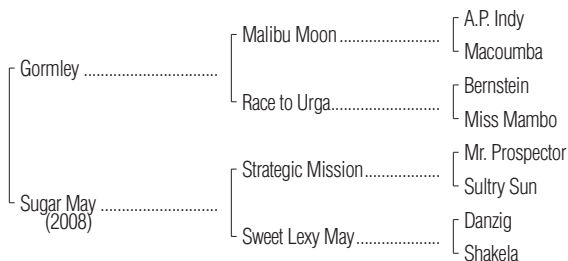 A.P. Indy
Malibu Moon
Macoumba
Gormley
Bernstein
Race to Urga
Miss Mambo
Mr. Prospector
Strategic Mission
Sultry Sun
Sugar May
(2008)
Danzig
Sweet Lexy May
Shakela